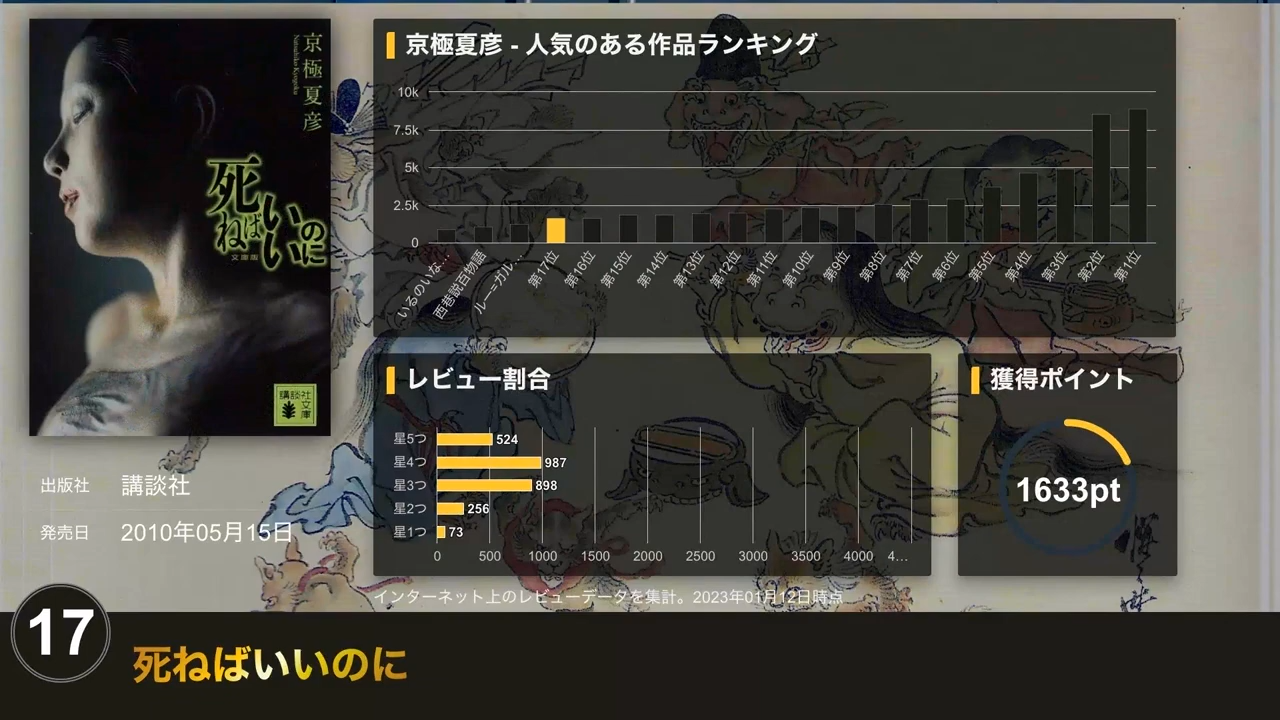 京極夏彦
Natsuhiko Kyogoku
死ねばいいのに
文庫版
講談社文庫
出版社 講談社
発売日 2010年05月15日
京極夏彦 - 人気のある作品ランキング
10k
7.5k
5k
2.5k
0
いるのいな…
西巷説百物語
ルー=ガル…
第17位
第16位
第15位
第14位
第13位
第12位
第11位
第10位
第9位
第8位
第7位
第6位
第5位
第4位
第3位
第2位
第1位
レビュー割合
星5つ 524
星4つ 987
星3つ 898
星2つ 256
星1つ 73
0 500 1000 1500 2000 2500 3000 3500 4000 4…
獲得ポイント
1633pt
インターネット上のレビューデータを集計。2023年01月12日時点
17
死ねばいいのに